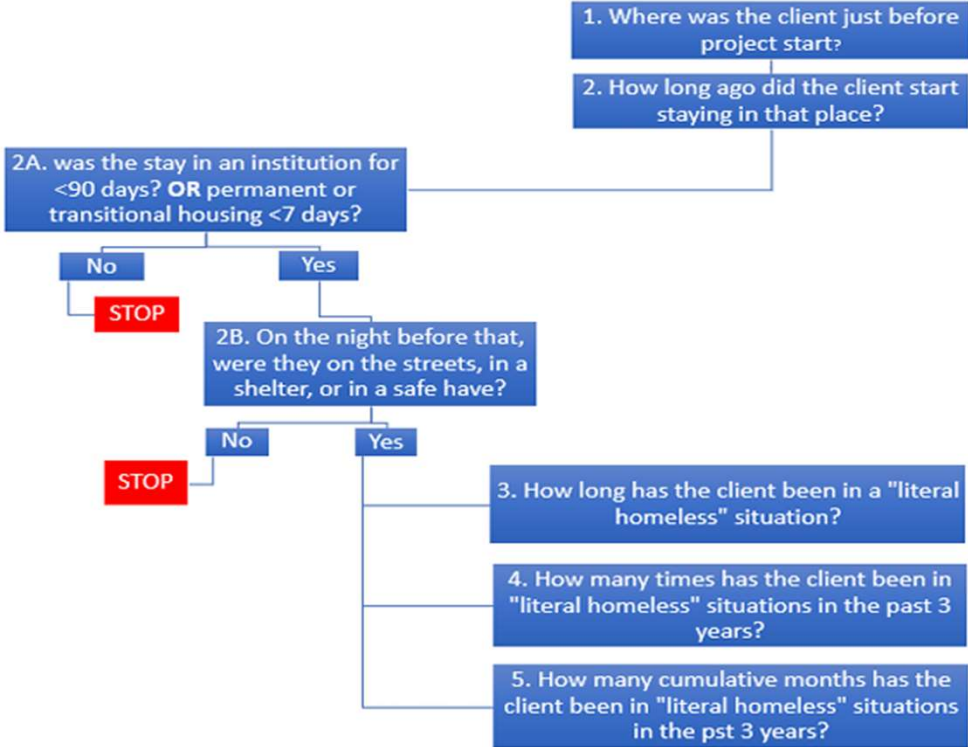 1. Where was the client just before
project start?
2. How long ago did the client start
staying in that place?
2A. was the stay in an institution for
<90 days? OR permanent or
transitional housing <7 days?
No
Yes
STOP
2B. On the night before that,
were they on the streets, in a
shelter, or in a safe have?
No
Yes
STOP
3. How long has the client been in a "literal
homeless" situation?
4. How many times has the client been in
"literal homeless" situations in the past 3
years?
5. How many cumulative months has the
client been in "literal homeless" situations
in the pst 3 years?